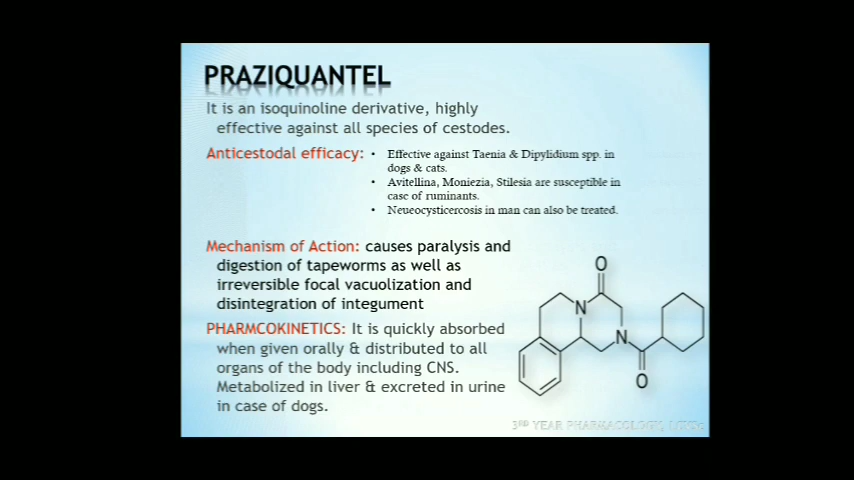 PRAZIQUANTEL
It is an isoquinoline derivative, highly
effective against all species of cestodes.
Anticestodal efficacy:
• Effective against Taenia & Dipylidium spp. in
dogs & cats.
• Avitellina, Moniezia, Stilesia are susceptible in
case of ruminants.
• Neueocysticercosis in man can also be treated.
Mechanism of Action: causes paralysis and
digestion of tapeworms as well as
irreversible focal vacuolization and
disintegration of integument
PHARMCOKINETICS: It is quickly absorbed
when given orally & distributed to all
organs of the body including CNS.
Metabolized in liver & excreted in urine
in case of dogs.
O
N
N
O
3RD YEAR PHARMACOLOGY,